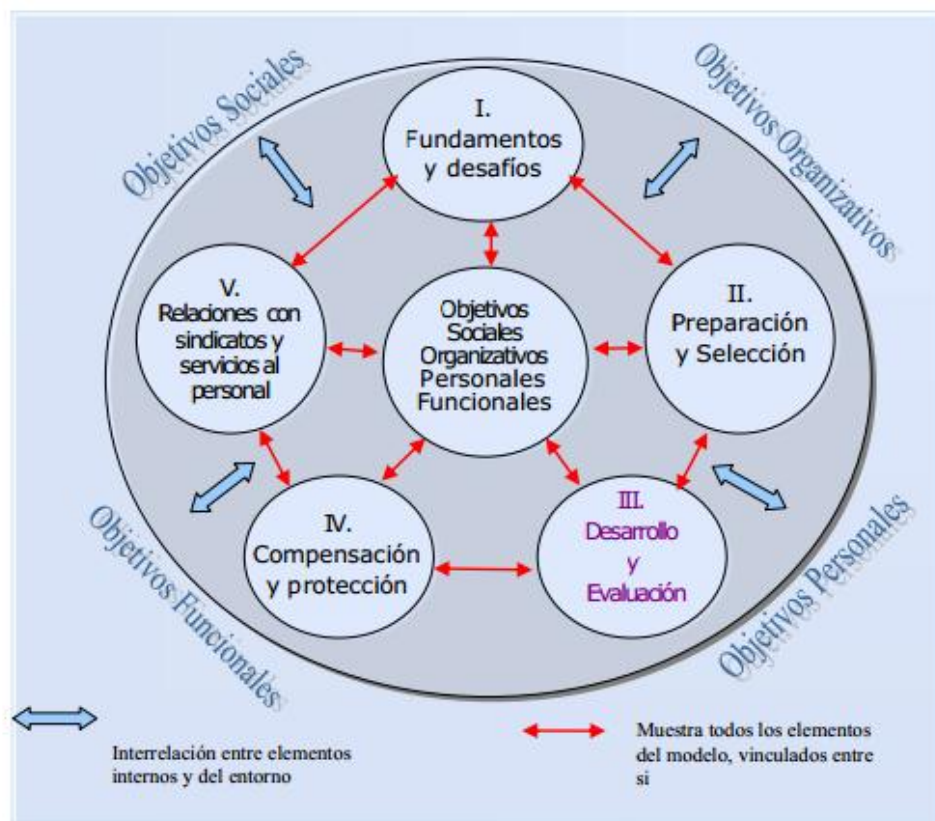 Objetivos Sociales
Objetivos Organizativos
I.
Fundamentos
y desafíos
V.
Relaciones con
sindicatos y
servicios al
personal
Objetivos
Sociales
Organizativos
Personales
Funcionales
II.
Preparación
y Selección
IV.
Compensación
y protección
III.
Desarrollo
y
Evaluación
Objetivos Funcionales
Objetivos Personales
Interrelación entre elementos
internos y del entorno
Muestra todos los elementos
del modelo, vinculados entre
si